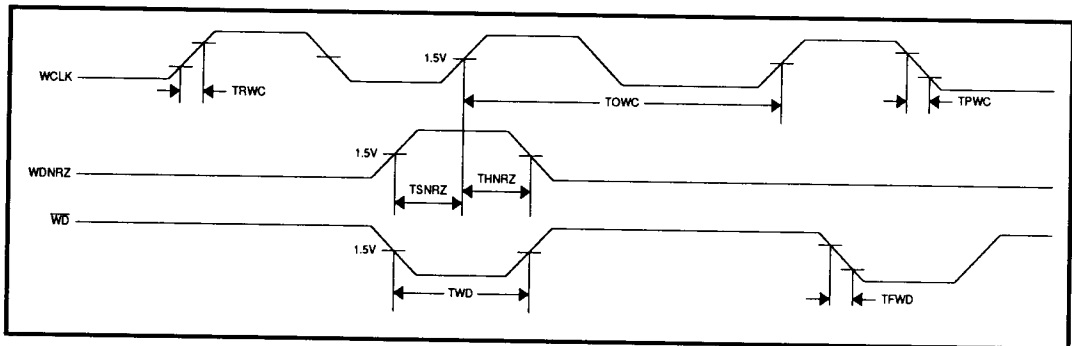 WCLK
1.5V
TRWC
TOWC
TPWC
WDNRZ
1.5V
TSNRZ
THNRZ
WD
1.5V
TWD
TFWD